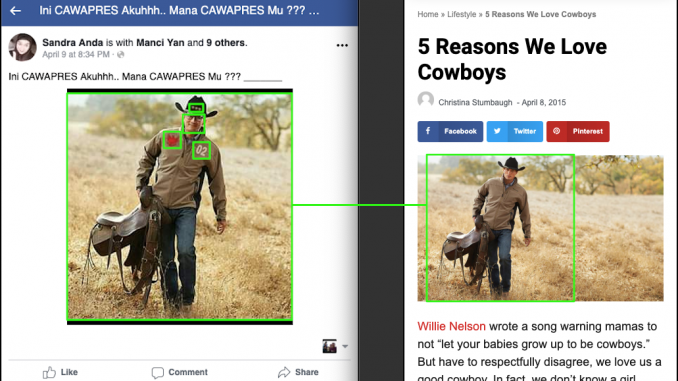 Ini CAWAPRES Akuhhh.. Mana CAWAPRES Mu ??? ...
Sandra Anda is with Manci Yan and 9 others.
April 9 at 8:34 PM ·
Ini CAWAPRES Akuhhh.. Mana CAWAPRES Mu ??? _______
02
Like
Comment
Share
Home » Lifestyle » 5 Reasons We Love Cowboys
5 Reasons We Love
Cowboys
Christina Stumbaugh - April 8, 2015
Facebook
Twitter
Pinterest
Willie Nelson wrote a song warning mamas to
not “let your babies grow up to be cowboys.”
But have to respectfully disagree, we love us a
good cowboy. In fact, we don’t know a girl